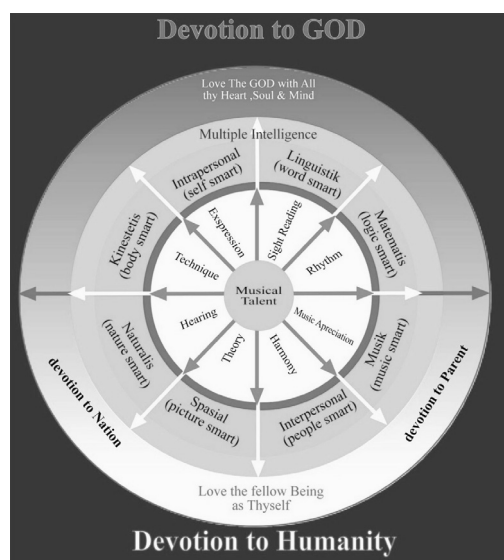 Devotion to GOD
Love The GOD with All
thy Heart ,Soul & Mind
Multiple Intelligence
Intrapersonal
(self smart)
Linguistik
(word smart)
Kinestetis
(body smart)
Matematis
(logic smart)
Exspression
Sight Reading
Technique
Rhythm
Musical
Talent
Hearing
Music Apreciation
Theory
Harmony
Naturalis
(nature smart)
Musik
(music smart)
Spasial
(picture smart)
Interpersonal
(people smart)
devotion to Nation
devotion to Parent
Love the fellow Being
as Thyself
Devotion to Humanity